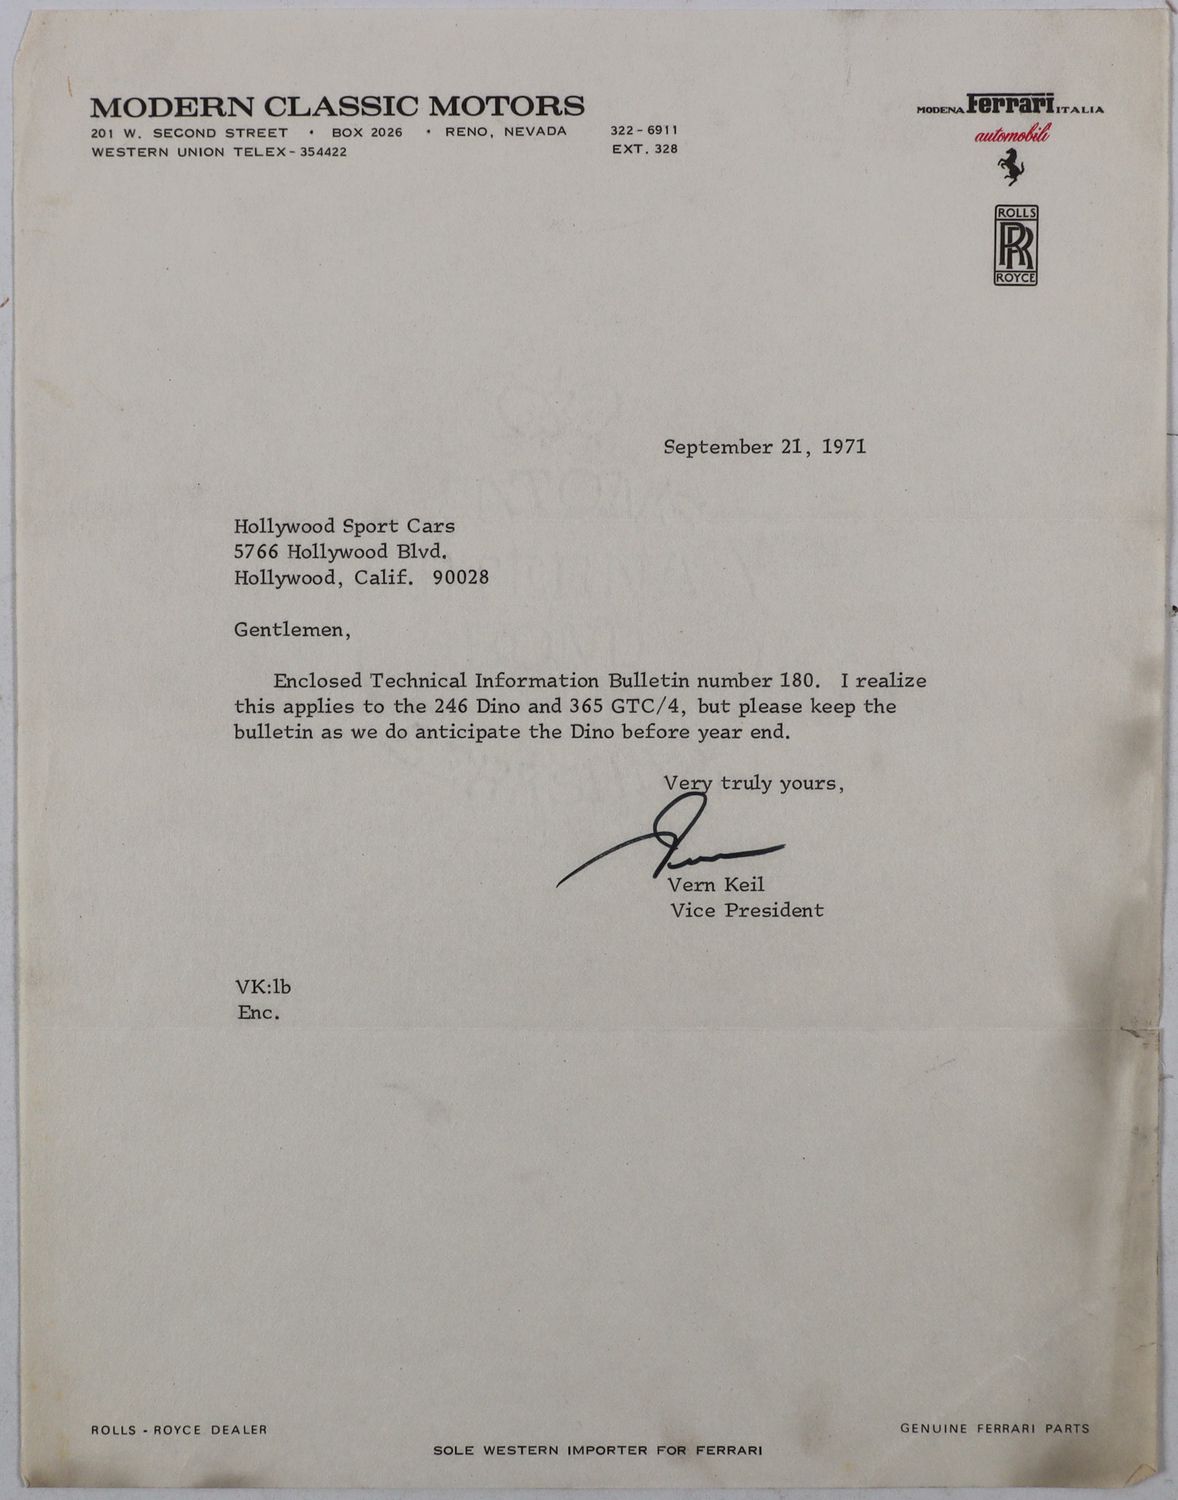 MODERN CLASSIC MOTORS
201 W. SECOND STREET • BOX 2026 • RENO, NEVADA 322-6911
WESTERN UNION TELEX-354422 EXT. 328
MODENA Ferrari ITALIA
automobili
ROLLS
RR
ROYCE
September 21, 1971
Hollywood Sport Cars
5766 Hollywood Blvd.
Hollywood, Calif. 90028
Gentlemen,
Enclosed Technical Information Bulletin number 180. I realize
this applies to the 246 Dino and 365 GTC/4, but please keep the
bulletin as we do anticipate the Dino before year end.
Very truly yours,
Vern Keil
Vice President
VK:lb
Enc.
ROLLS - ROYCE DEALER
GENUINE FERRARI PARTS
SOLE WESTERN IMPORTER FOR FERRARI